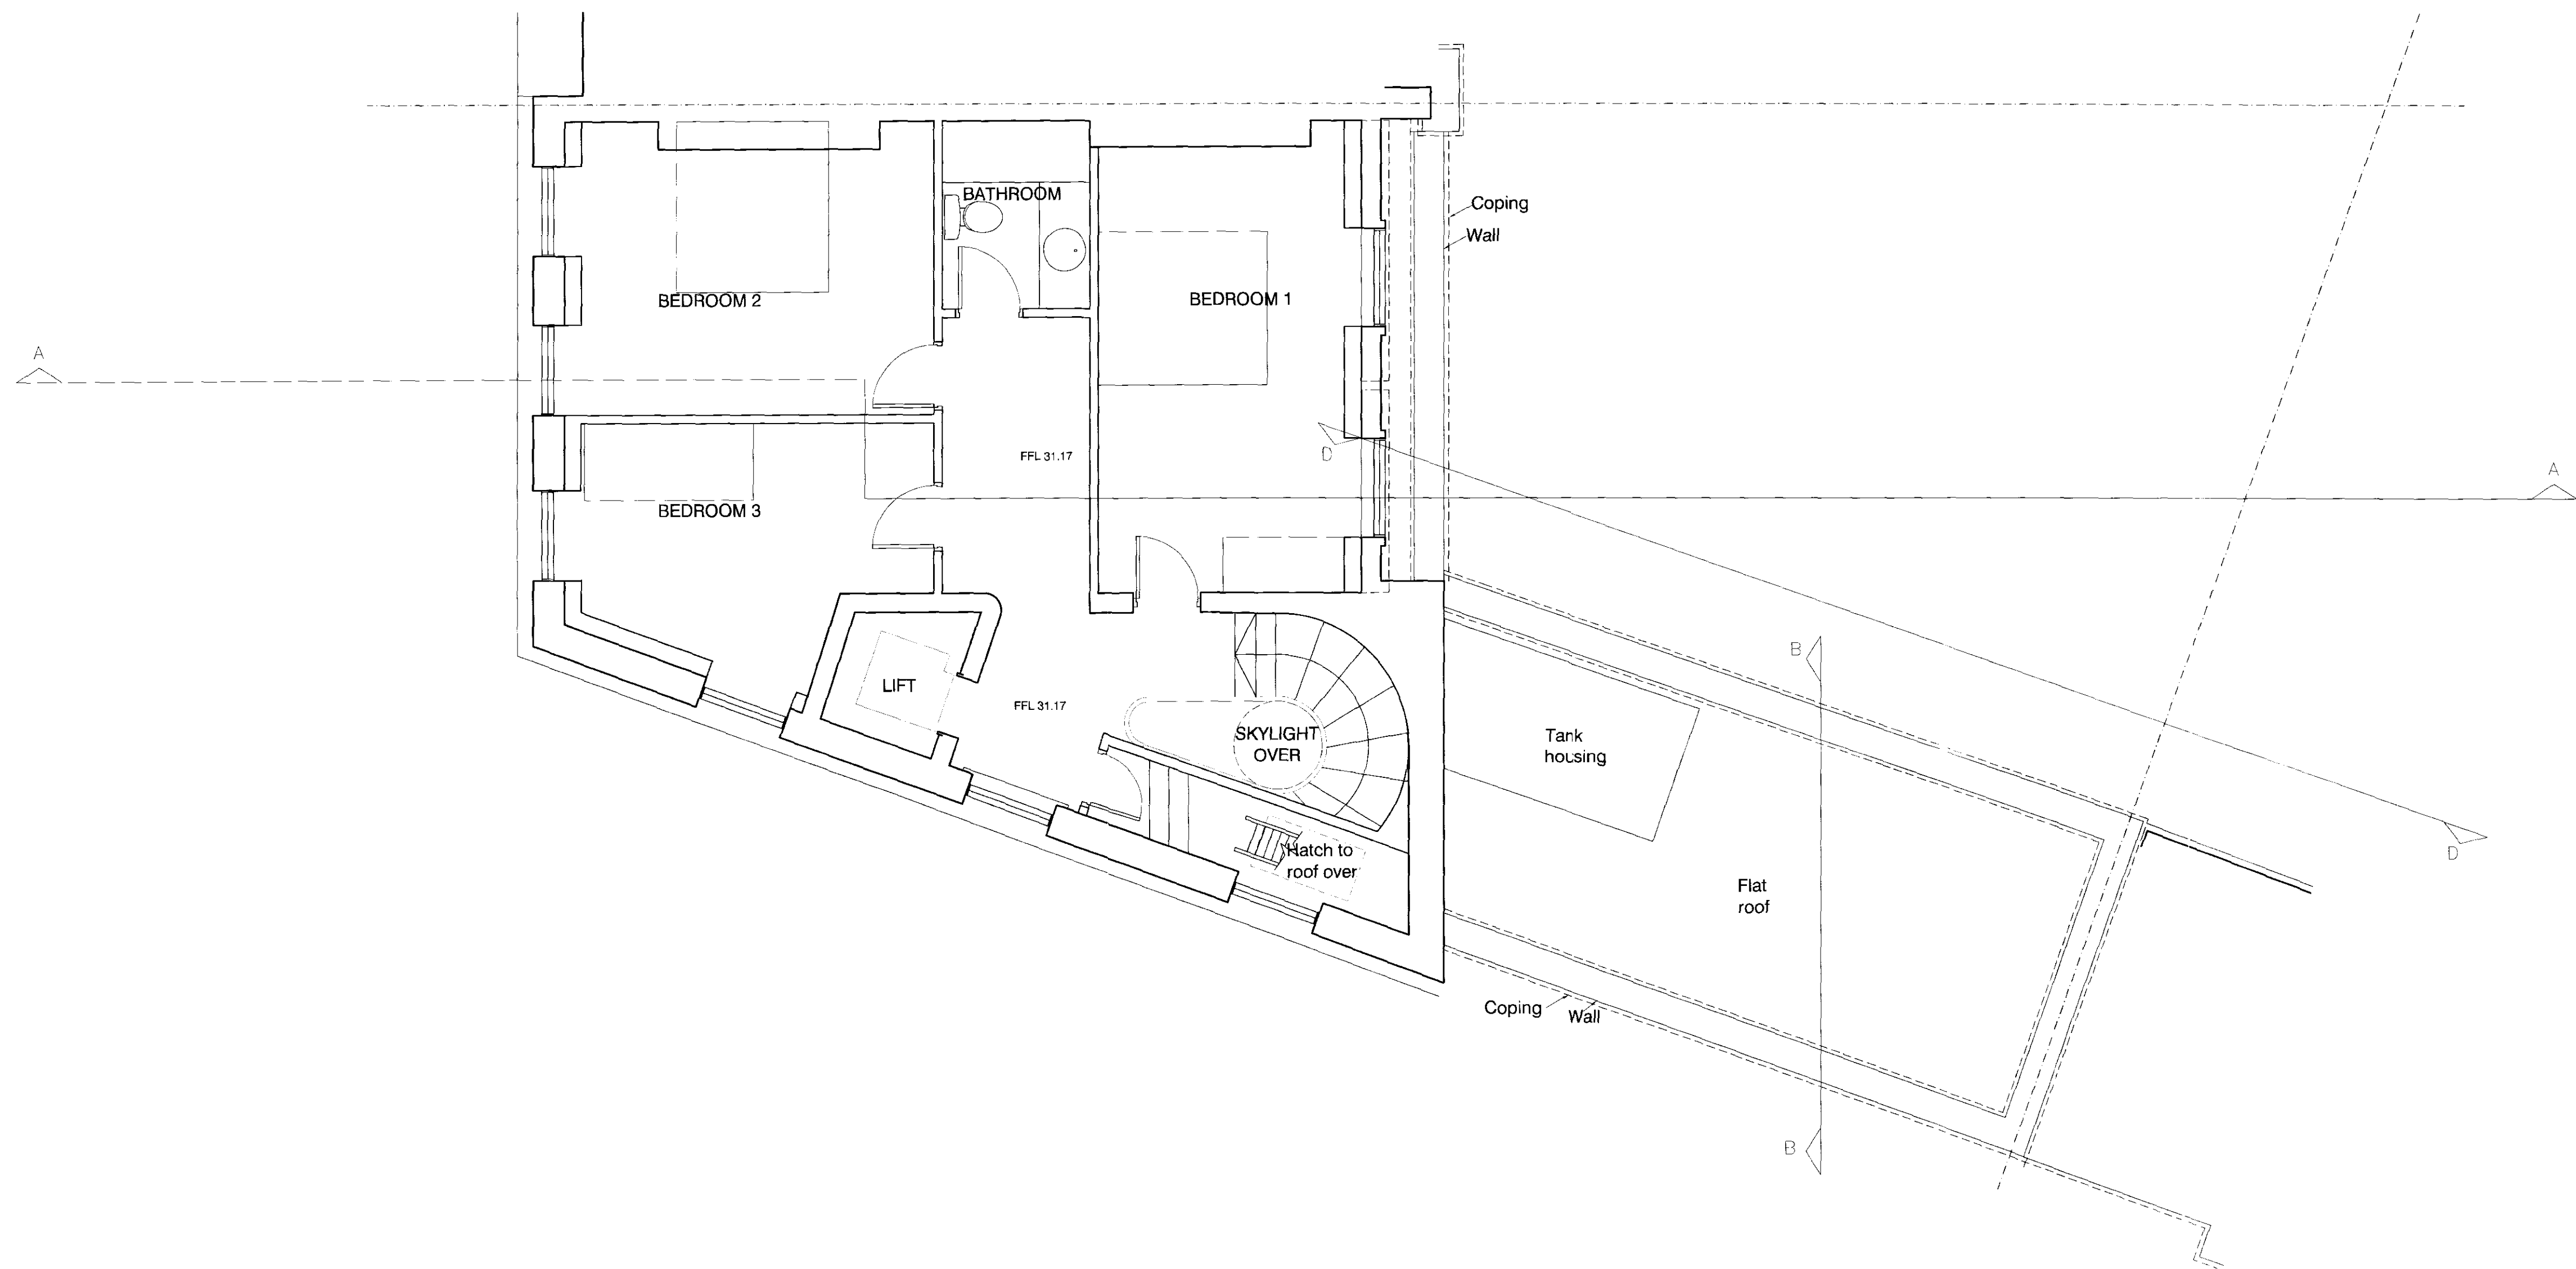 BATHROOM
Coping
Wall
BEDROOM 2
BEDROOM 1
A
D
FFL 31.17
A
BEDROOM 3
B
LIFT
FFL 31.17
SKYLIGHT
OVER
Tank
housing
Hatch to
roof over
D
Flat
roof
Coping
Wall
B